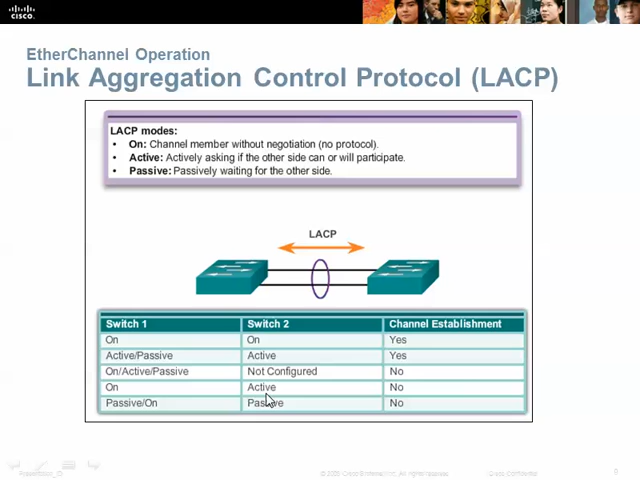 CISCO
EtherChannel Operation
Link Aggregation Control Protocol (LACP)
LACP modes:
• On: Channel member without negotiation (no protocol).
• Active: Actively asking if the other side can or will participate.
• Passive: Passively waiting for the other side.
LACP
Switch 1 Switch 2 Channel Establishment
On On Yes
Active/Passive Active Yes
On/Active/Passive Not Configured No
On Active No
Passive/On Passive No
Presentation_ID
Cisco Confidential